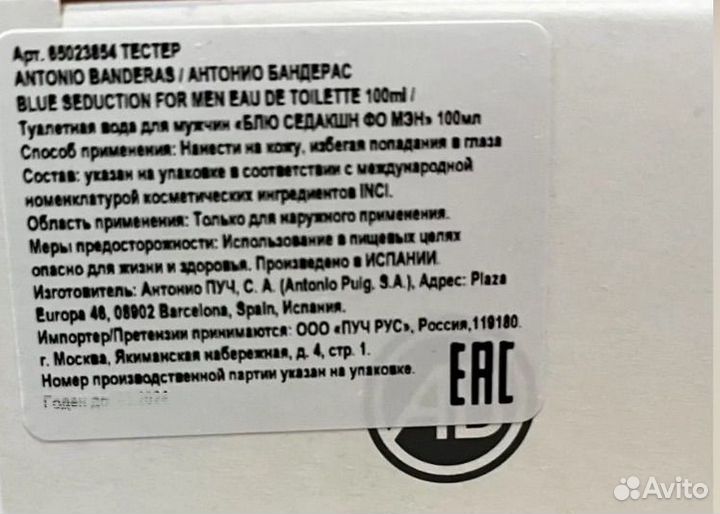 Арт. 65023854 ТЕСТЕР
ANTONIO BANDERAS / АНТОНИО БАНДЕРАС
BLUE SEDUCTION FOR MEN EAU DE TOILETTE 100ml /
Туалетная вода для мужчин «БЛЮ СЕДАКШН ФО МЭН» 100мл
Способ применения: Нанести на кожу, избегая попадания в глаза
Состав: указан на упаковке в соответствии с международной
номенклатурой косметических ингредиентов INCI.
Область применения: Только для наружного применения.
Меры предосторожности: Использование в пищевых целях
опасно для жизни и здоровья. Произведено в ИСПАНИИ.
Изготовитель: Антонио ПУЧ, С. А. (Antonio Puig, S.A.), Адрес: Plaza
Europa 46, 08902 Barcelona, Spain, Испания.
Импортер/Претензии принимаются: ООО «ПУЧ РУС», Россия,119180.
г. Москва, Якиманская набережная, д. 4, стр. 1.
Номер производственной партии указан на упаковке.
EAC
Годен до
AB
Avito